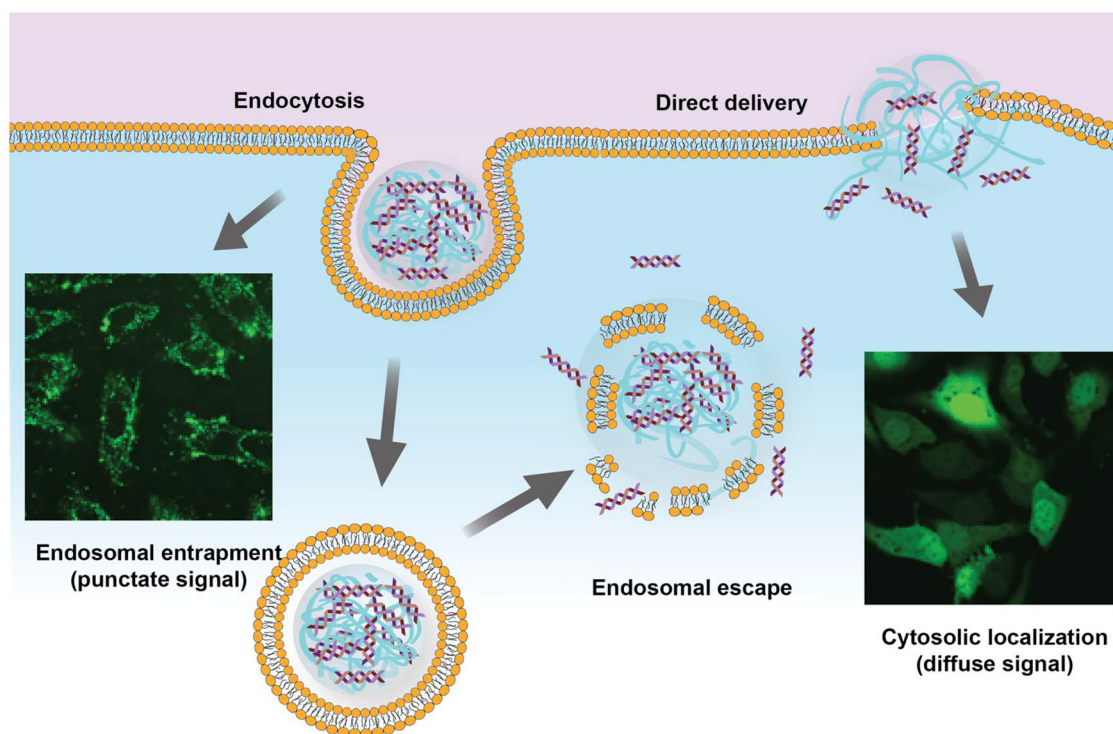 Endocytosis
Direct delivery
Endosomal entrapment
(punctate signal)
Endosomal escape
Cytosolic localization
(diffuse signal)